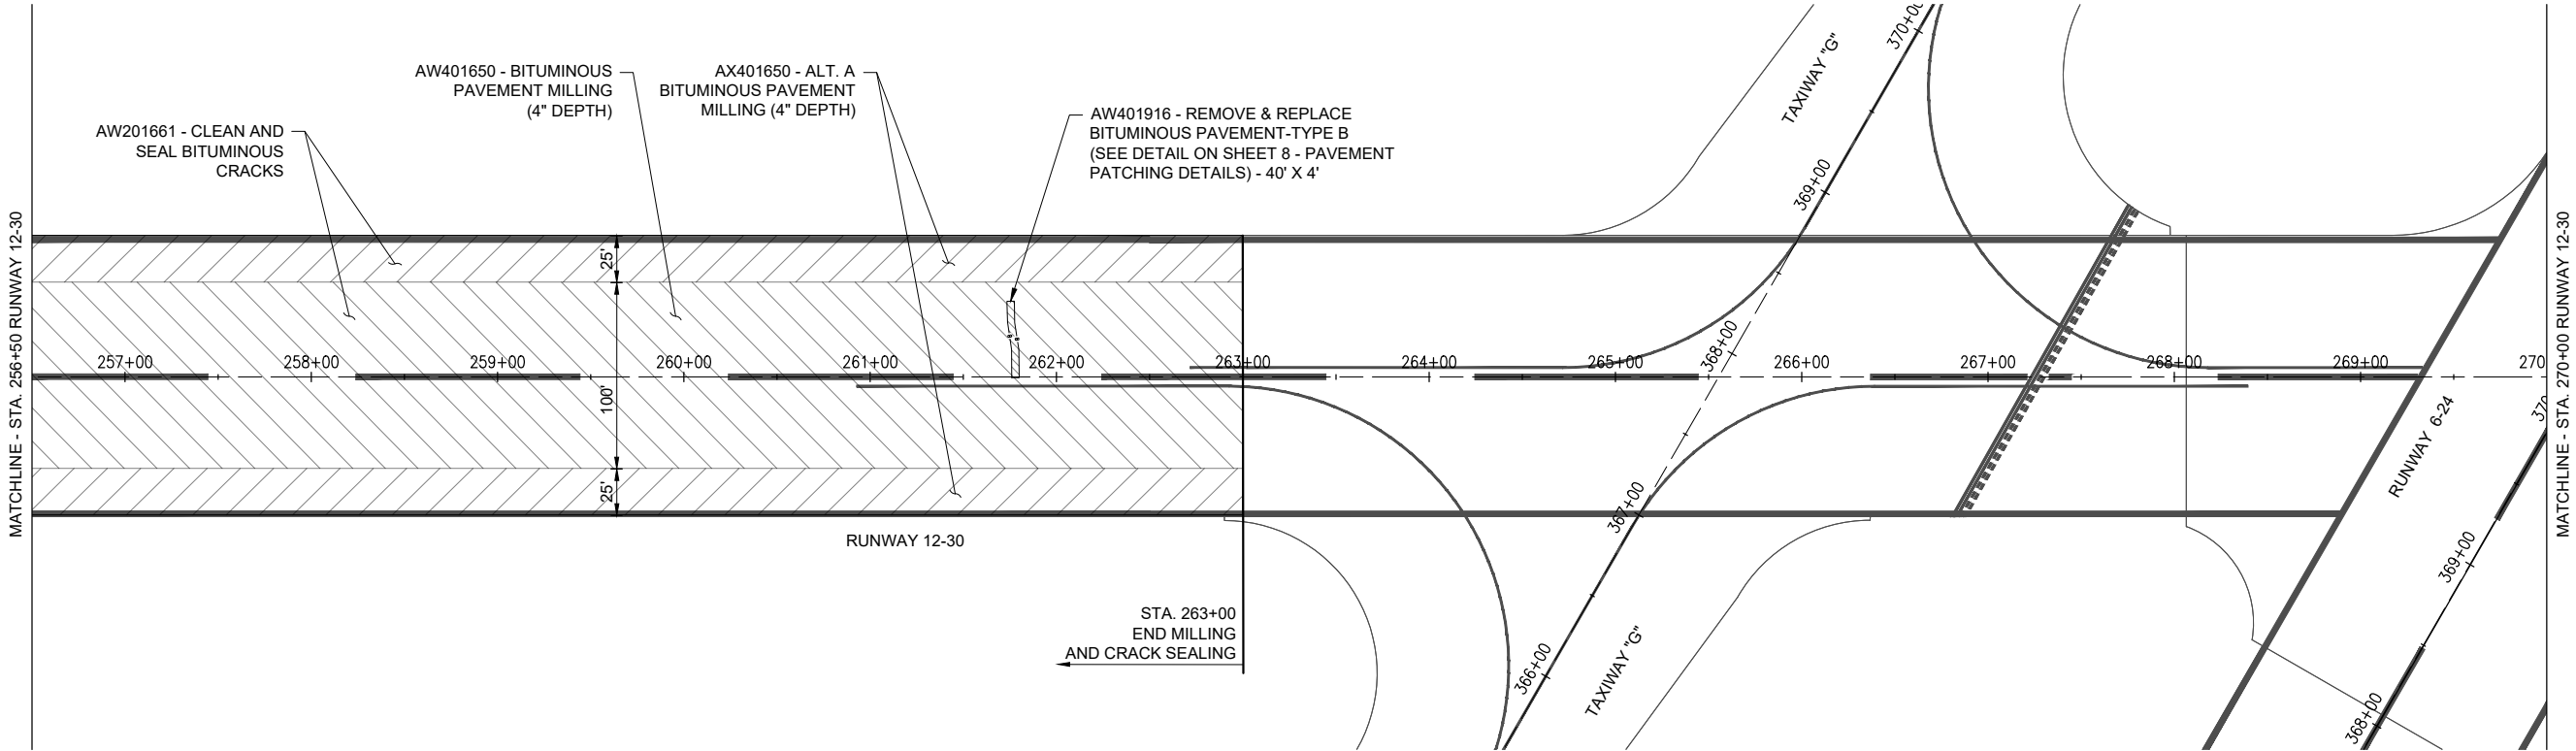 MATCHLINE - STA. 256+50 RUNWAY 12-30
AW201661 - CLEAN AND
SEAL BITUMINOUS
CRACKS
AW401650 - BITUMINOUS
PAVEMENT MILLING
(4" DEPTH)
AX401650 - ALT. A
BITUMINOUS PAVEMENT
MILLING (4" DEPTH)
AW401916 - REMOVE & REPLACE
BITUMINOUS PAVEMENT-TYPE B
(SEE DETAIL ON SHEET 8 - PAVEMENT
PATCHING DETAILS) - 40' X 4'
TAXIWAY "G"
370+00
369+00
368+00
367+00
366+00
25'
100'
25'
257+00
258+00
259+00
260+00
261+00
262+00
263+00
264+00
265+00
266+00
267+00
268+00
269+00
270
RUNWAY 12-30
STA. 263+00
END MILLING
AND CRACK SEALING
TAXIWAY "G"
RUNWAY 6-24
370
369+00
368+00
MATCHLINE - STA. 270+00 RUNWAY 12-30